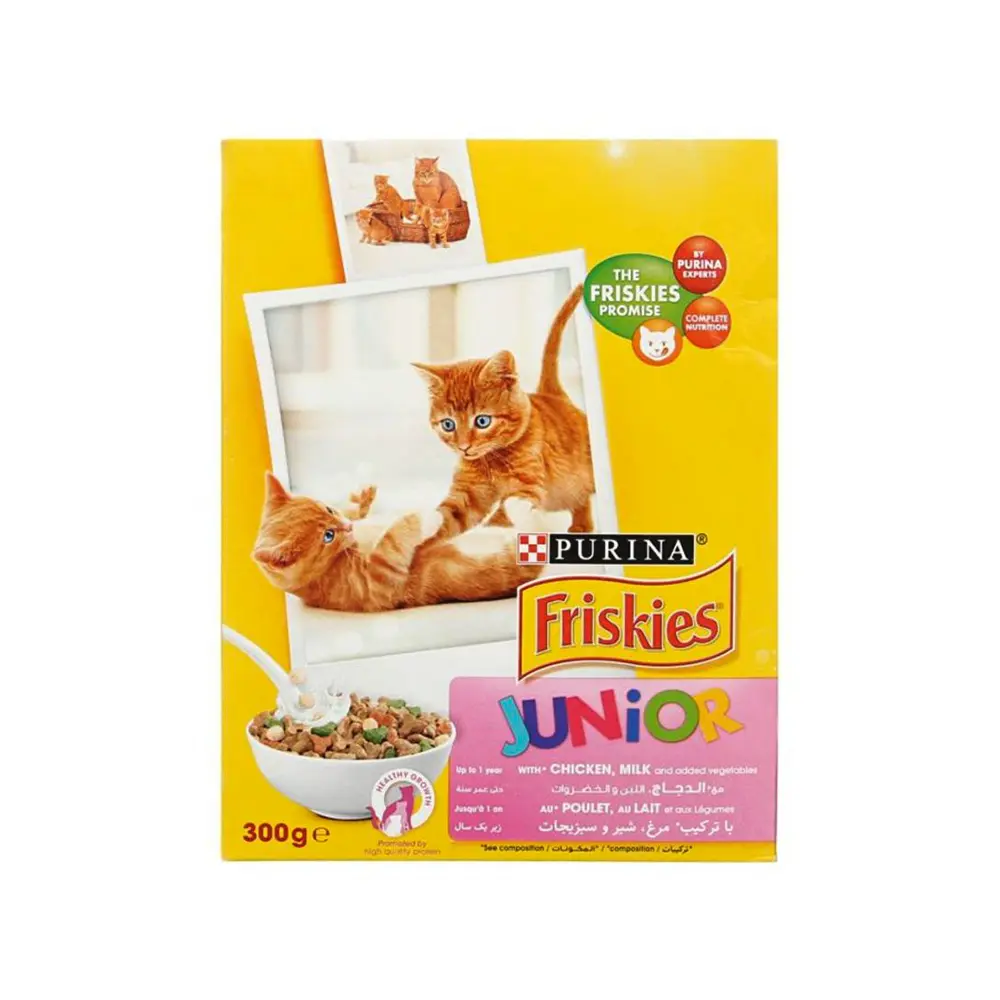 BY
PURINA
EXPERTS
THE
FRISKIES
PROMISE
COMPLETE
NUTRITION
PURINA®
Friskies®
JUNiOR
Up to 1 year
WITH* CHICKEN, MILK and added vegetables
حتى عمر سنة
مع* الدجاج، اللبن و الخضروات
Jusqu'à 1 an
AU* POULET, AU LAIT et aux Légumes
زیر یک سال
با ترکیب* مرغ، شیر و سبزیجات
HEALTHY GROWTH
Promoted by
high quality protein
300g e
*See composition / *المكونات / *composition / *ترکیبات